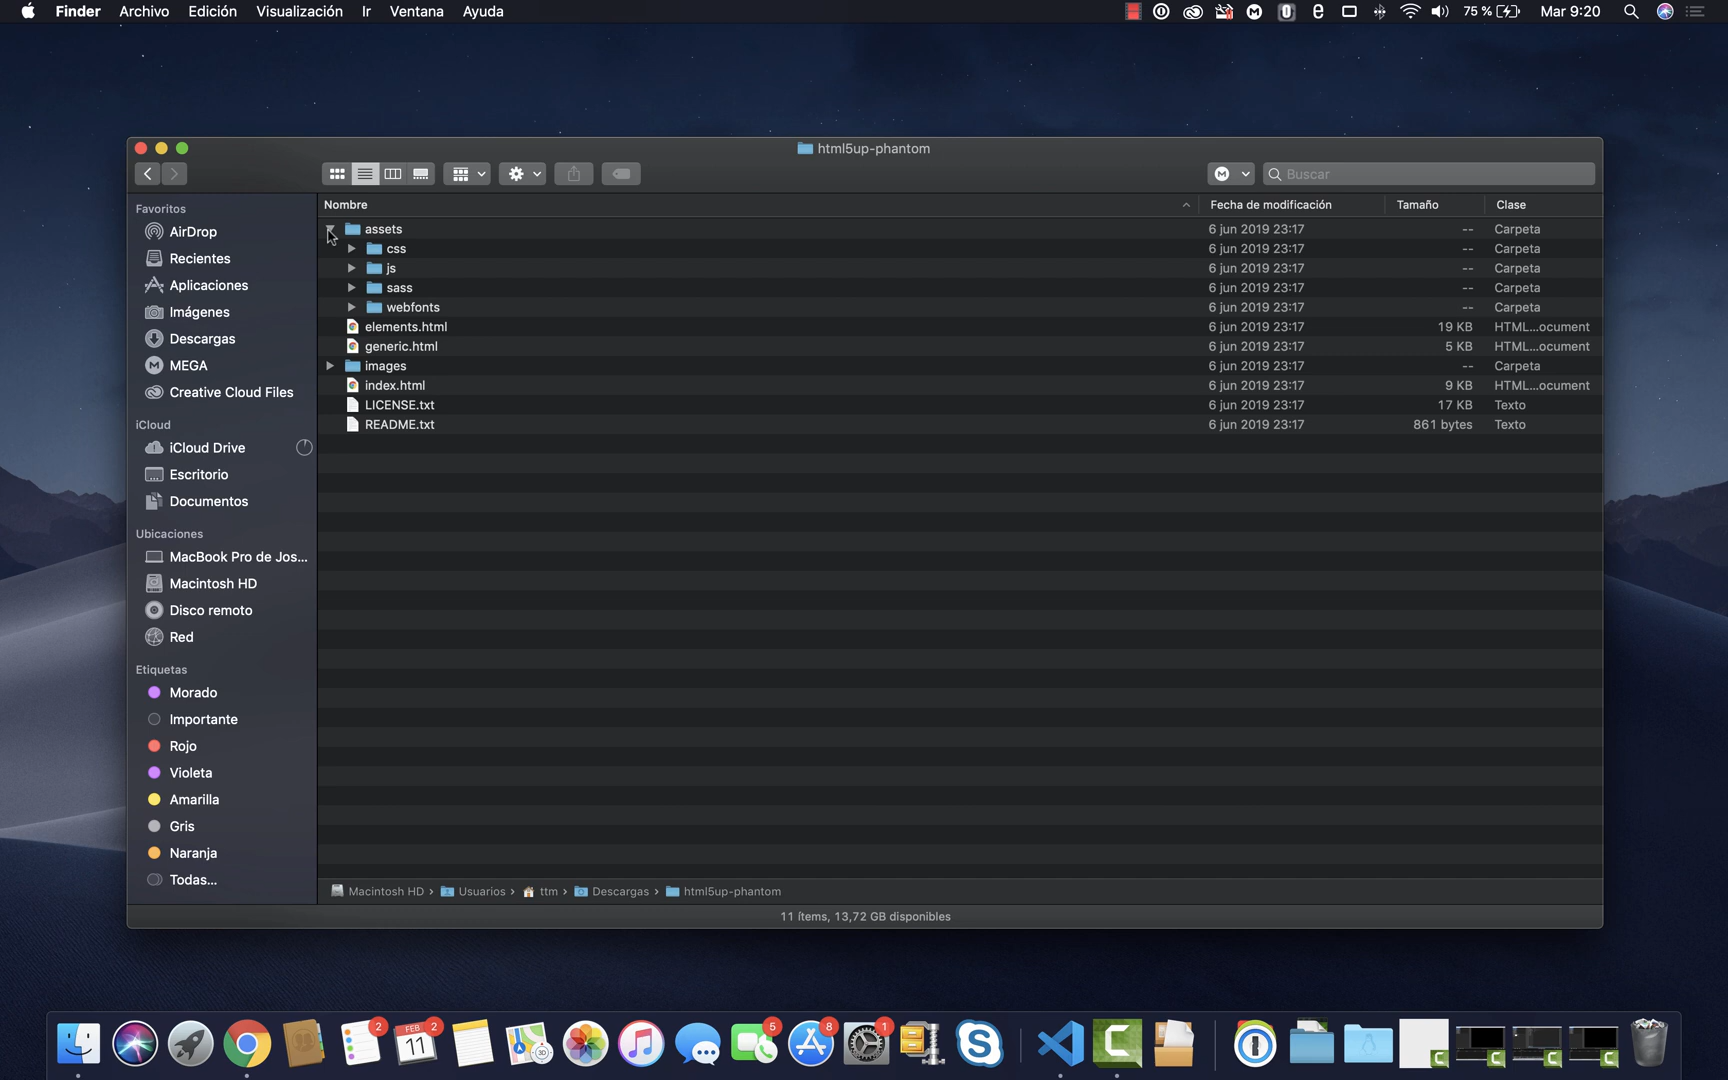 Finder Archivo Edición Visualización Ir Ventana Ayuda 75 % Mar 9:20
html5up-phantom
Buscar
Favoritos
AirDrop
Recientes
Aplicaciones
Imágenes
Descargas
MEGA
Creative Cloud Files
iCloud
iCloud Drive
Escritorio
Documentos
Ubicaciones
MacBook Pro de Jos...
Macintosh HD
Disco remoto
Red
Etiquetas
Morado
Importante
Rojo
Violeta
Amarilla
Gris
Naranja
Todas...
Nombre Fecha de modificación Tamaño Clase
assets 6 jun 2019 23:17 -- Carpeta
css 6 jun 2019 23:17 -- Carpeta
js 6 jun 2019 23:17 -- Carpeta
sass 6 jun 2019 23:17 -- Carpeta
webfonts 6 jun 2019 23:17 -- Carpeta
elements.html 6 jun 2019 23:17 19 KB HTML...ocument
generic.html 6 jun 2019 23:17 5 KB HTML...ocument
images 6 jun 2019 23:17 -- Carpeta
index.html 6 jun 2019 23:17 9 KB HTML...ocument
LICENSE.txt 6 jun 2019 23:17 17 KB Texto
README.txt 6 jun 2019 23:17 861 bytes Texto
Macintosh HD › Usuarios › ttm › Descargas › html5up-phantom
11 ítems, 13,72 GB disponibles
2 FEB 11 2 3D 5 8 1